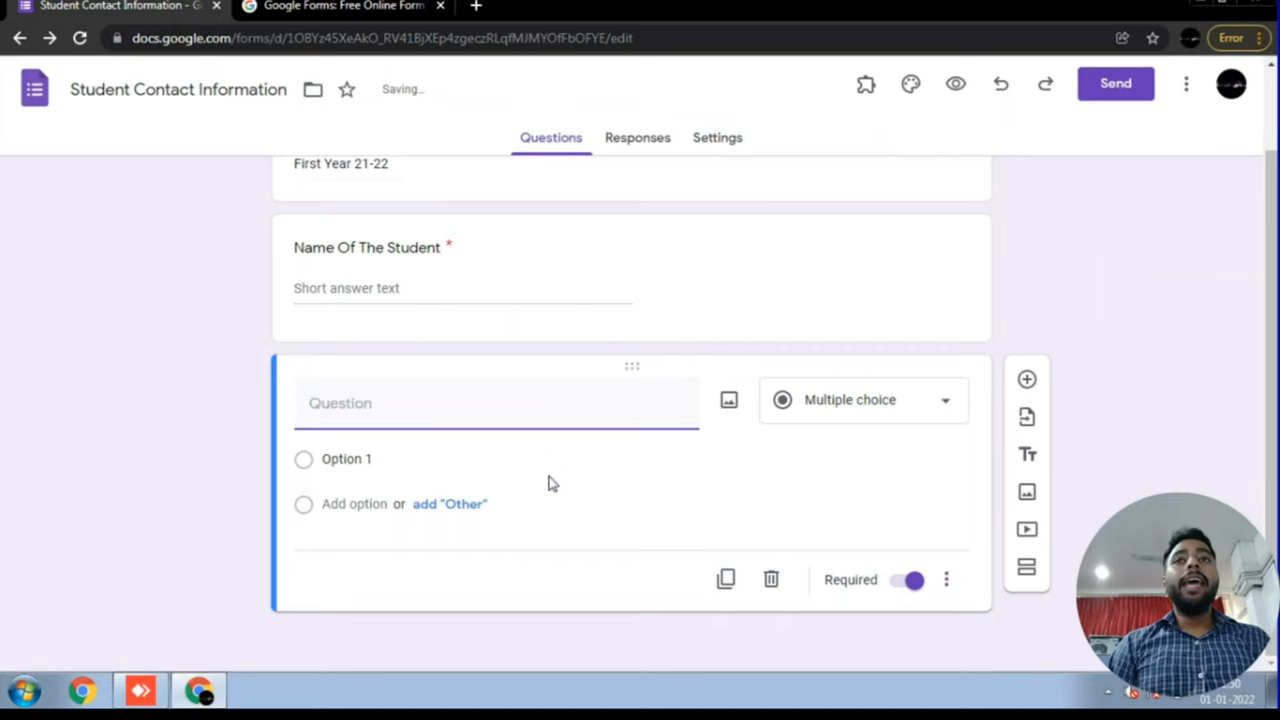 Student Contact Information - G
Google Forms: Free Online Form
docs.google.com/forms/d/1OBYz45XeAkO_RV41BjXEp4zgeczRLqfMJMYOfFbOFYE/edit
Error
Student Contact Information
Saving...
Send
Questions
Responses
Settings
First Year 21-22
Name Of The Student *
Short answer text
Question
Multiple choice
Option 1
Add option or add "Other"
Required
Tт
01-01-2022